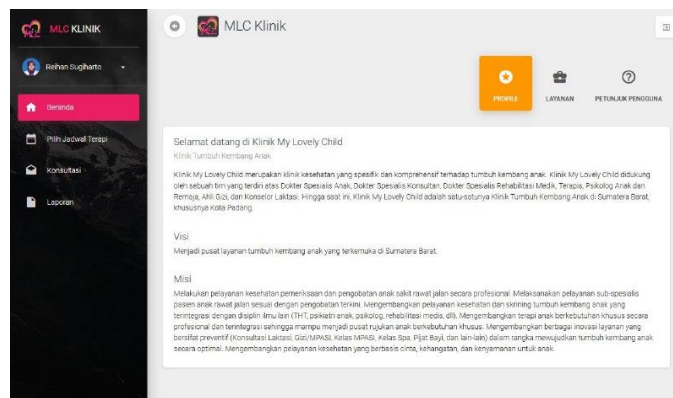 MLC KLINIK
Reihan Sugiharto
Beranda
Pilih Jadwal Terapi
Konsultasi
Laporan
MLC Klinik
PROFILE
LAYANAN
PETUNJUK PENGGUNA
Selamat datang di Klinik My Lovely Child
Klinik Tumbuh Kembang Anak
Klinik My Lovely Child merupakan klinik kesehatan yang spesifik dan komprehensif terhadap tumbuh kembang anak. Klinik My Lovely Child didukung
oleh sebuah tim yang terdiri atas Dokter Spesialis Anak, Dokter Spesialis Konsultan, Dokter Spesialis Rehabilitasi Medik, Terapis, Psikolog Anak dan
Remaja, Ahli Gizi, dan Konselor Laktasi. Hingga saat ini, Klinik My Lovely Child adalah satu-satunya Klinik Tumbuh Kembang Anak di Sumatera Barat,
khususnya Kota Padang.
Visi
Menjadi pusat layanan tumbuh kembang anak yang terkemuka di Sumatera Barat.
Misi
Melakukan pelayanan kesehatan pemeriksaan dan pengobatan anak sakit rawat jalan secara profesional. Melaksanakan pelayanan sub-spesialis
pasien anak rawat jalan sesuai dengan pengobatan terkini. Mengembangkan pelayanan kesehatan dan skrining tumbuh kembang anak yang
terintegrasi dengan disiplin ilmu lain (THT, psikiatri anak, psikolog, rehabilitasi medis, dll). Mengembangkan terapi anak berkebutuhan khusus secara
profesional dan terintegrasi sehingga mampu menjadi pusat rujukan anak berkebutuhan khusus. Mengembangkan berbagai inovasi layanan yang
bersifat preventif (Konsultasi Laktasi, Gizi/MPASI, Kelas MPASI, Kelas Spa, Pijat Bayi, dan lain-lain) dalam rangka mewujudkan tumbuh kembang anak
secara optimal. Mengembangkan pelayanan kesehatan yang berbasis cinta, kehangatan, dan kenyamanan untuk anak.